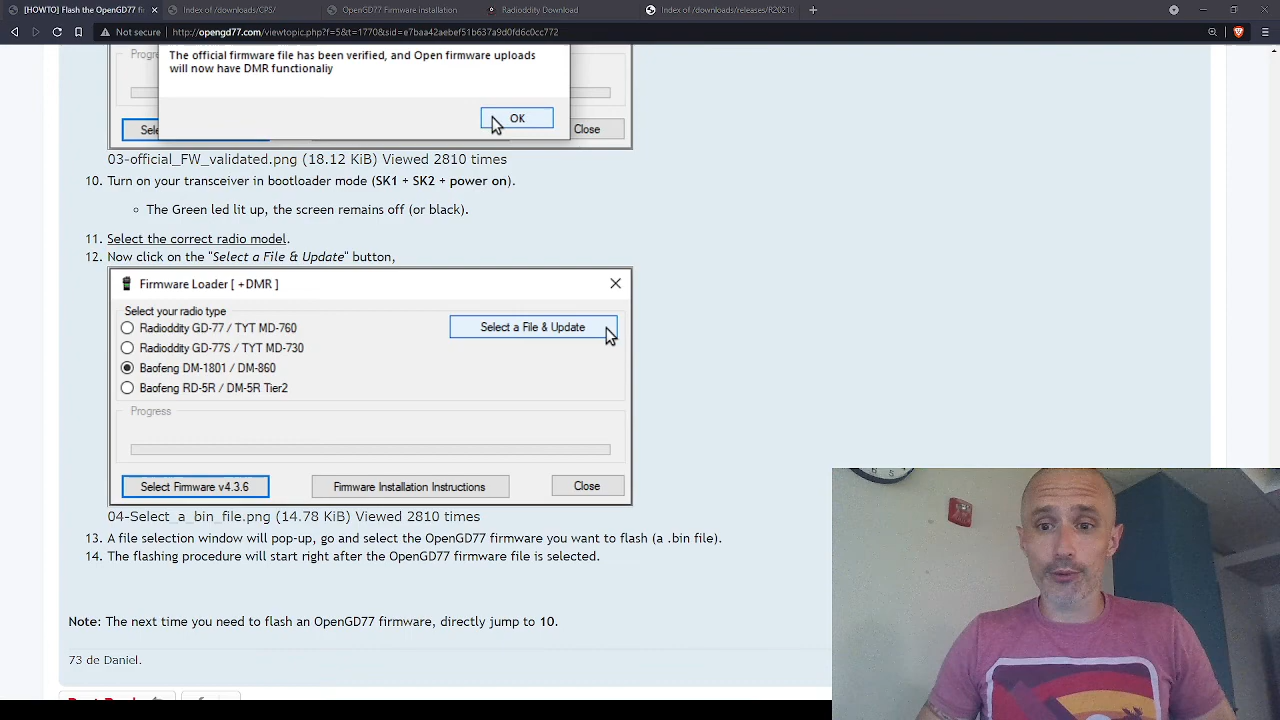 [HOWTO] Flash the OpenGD77 fi
Index of /downloads/CPS/
OpenGD77 Firmware installation
Radioddity Download
Index of /downloads/releases/R2021
Not secure
http://opengd77.com/viewtopic.php?f=5&t=1770&sid=e7baa42aebef51b637a9d0fd6c0cc772
The official firmware file has been verified, and Open firmware uploads
will now have DMR functionaliy
OK
Close
03-official_FW_validated.png (18.12 KiB) Viewed 2810 times
10. Turn on your transceiver in bootloader mode (SK1 + SK2 + power on).
The Green led lit up, the screen remains off (or black).
11. Select the correct radio model.
12. Now click on the "Select a File & Update" button,
Firmware Loader [ +DMR ]
Select your radio type
Radioddity GD-77 / TYT MD-760
Select a File & Update
Radioddity GD-77S / TYT MD-730
Baofeng DM-1801 / DM-860
Baofeng RD-5R / DM-5R Tier2
Progress
Select Firmware v4.3.6
Firmware Installation Instructions
Close
04-Select_a_bin_file.png (14.78 KiB) Viewed 2810 times
13. A file selection window will pop-up, go and select the OpenGD77 firmware you want to flash (a .bin file).
14. The flashing procedure will start right after the OpenGD77 firmware file is selected.
Note: The next time you need to flash an OpenGD77 firmware, directly jump to 10.
73 de Daniel.